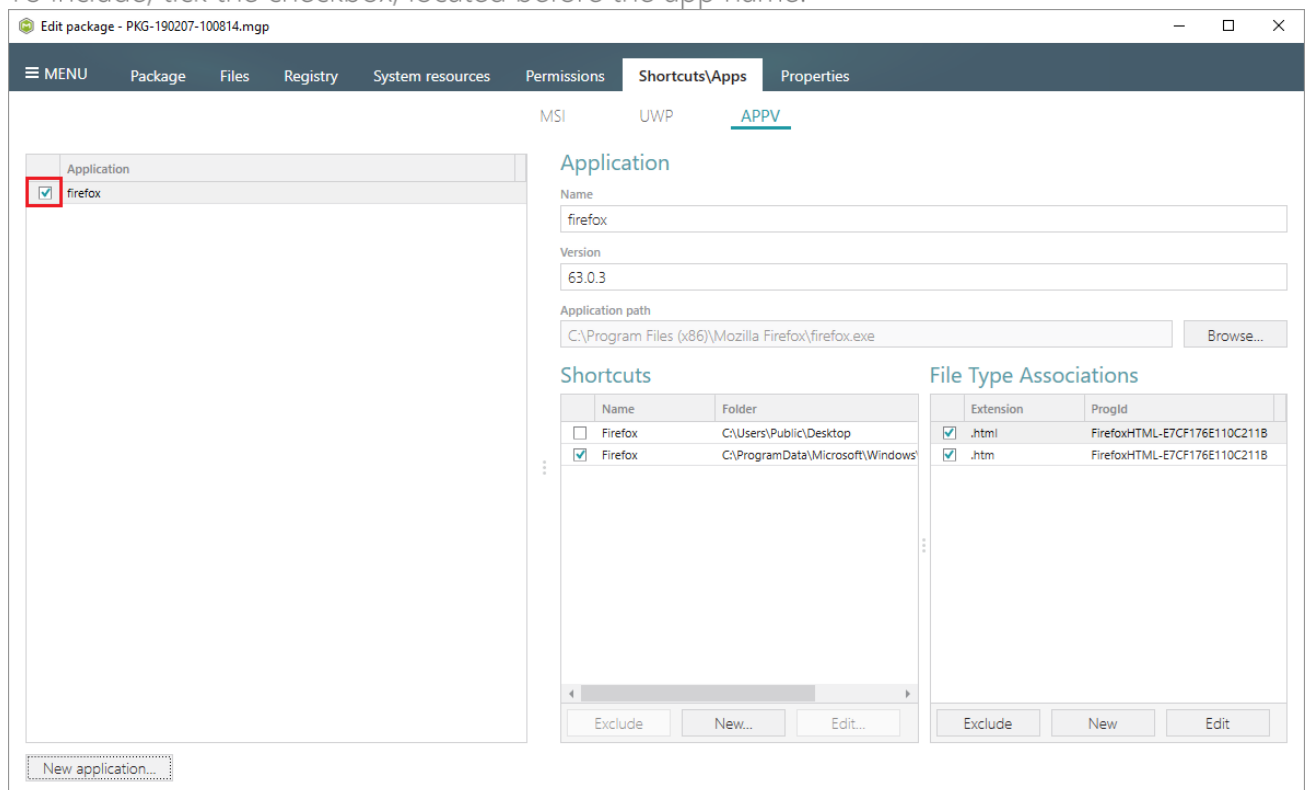 To include, tick the checkbox, located before the app name.
Edit package - PKG-190207-100814.mgp
MENU Package Files Registry System resources Permissions Shortcuts\Apps Properties
MSI UWP APPV
Application
firefox
Application
Name
firefox
Version
63.0.3
Application path
C:\Program Files (x86)\Mozilla Firefox\firefox.exe Browse...
Shortcuts
Name Folder
Firefox C:\Users\Public\Desktop
Firefox C:\ProgramData\Microsoft\Windows\
Exclude New... Edit...
File Type Associations
Extension ProgId
.html FirefoxHTML-E7CF176E110C211B
.htm FirefoxHTML-E7CF176E110C211B
Exclude New Edit
New application...